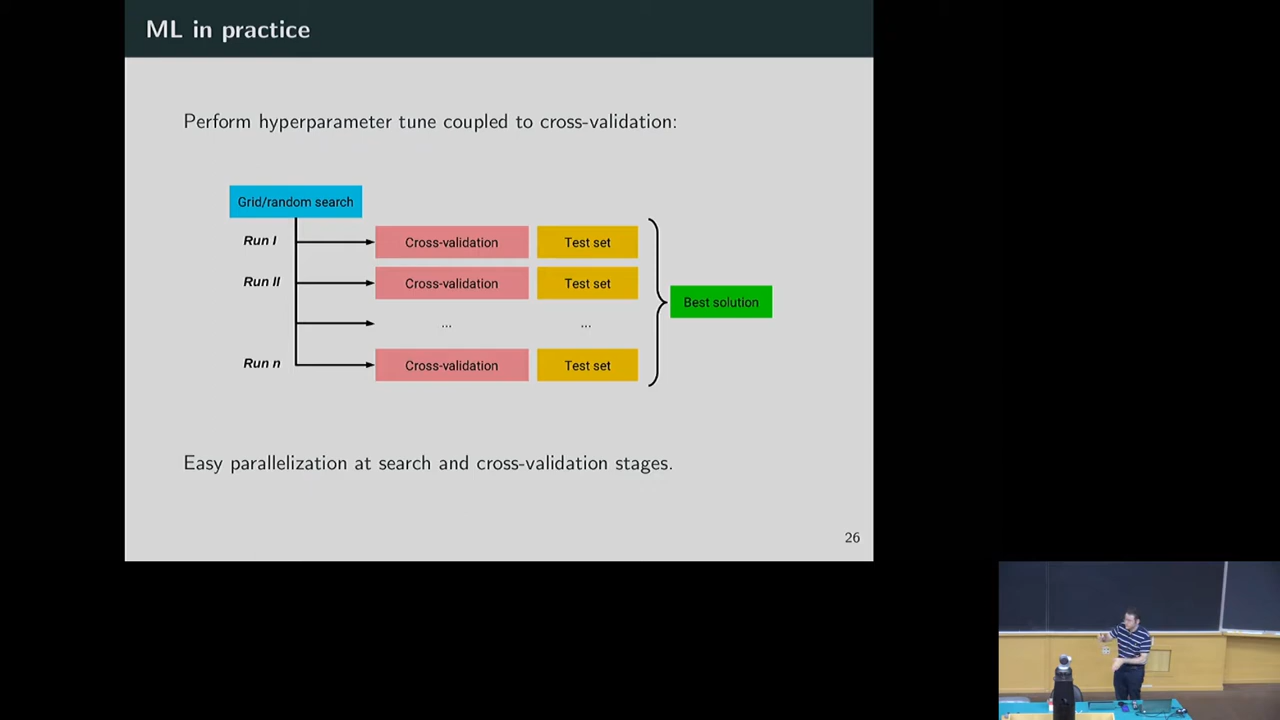 ML in practice
Perform hyperparameter tune coupled to cross-validation:
Grid/random search
Run I
Cross-validation
Test set
Run II
Cross-validation
Test set
...
...
Best solution
Run n
Cross-validation
Test set
Easy parallelization at search and cross-validation stages.
26